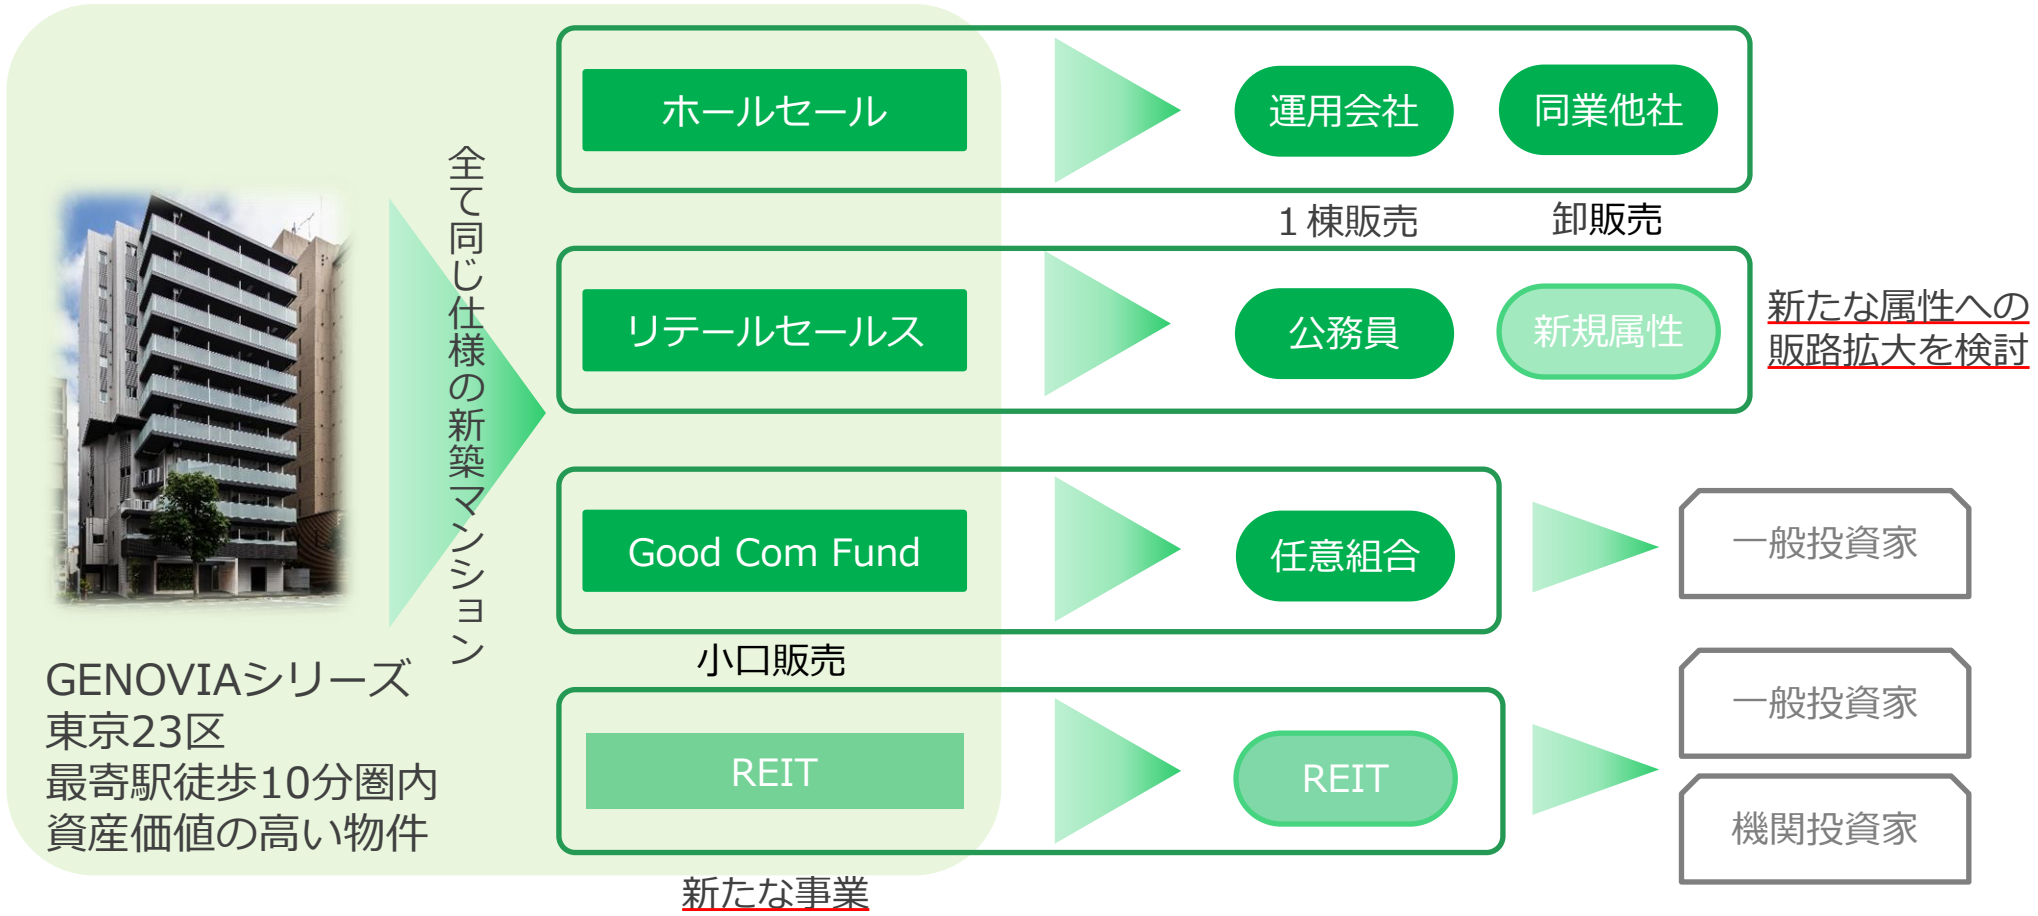 全て同じ仕様の新築マンション
GENOVIAシリーズ
東京23区
最寄駅徒歩10分圏内
資産価値の高い物件
ホールセール
運用会社
同業他社
１棟販売
卸販売
リテールセールス
公務員
新規属性
新たな属性への
販路拡大を検討
Good Com Fund
任意組合
一般投資家
小口販売
REIT
REIT
一般投資家
機関投資家
新たな事業